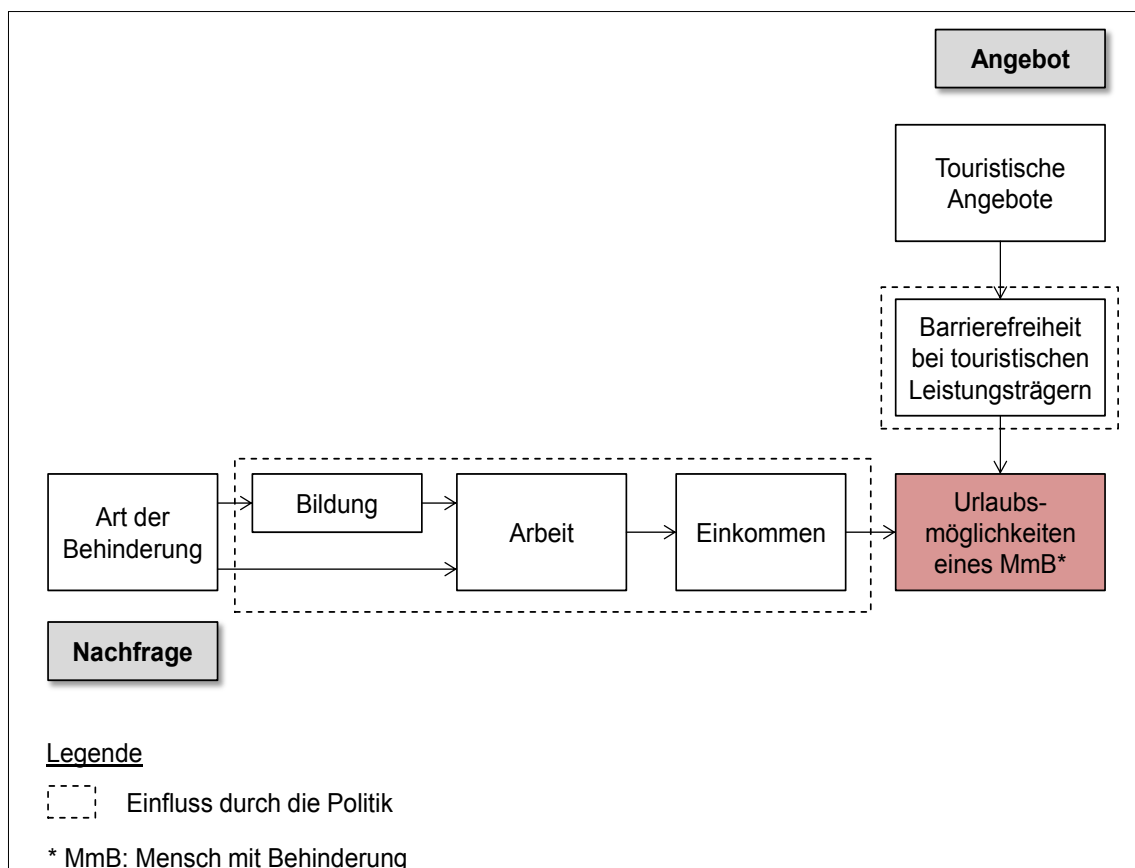 Angebot
Touristische
Angebote
Barrierefreiheit
bei touristischen
Leistungsträgern
Art der
Behinderung
Bildung
Arbeit
Einkommen
Urlaubs-
möglichkeiten
eines MmB*
Nachfrage
Legende
Einfluss durch die Politik
* MmB: Mensch mit Behinderung